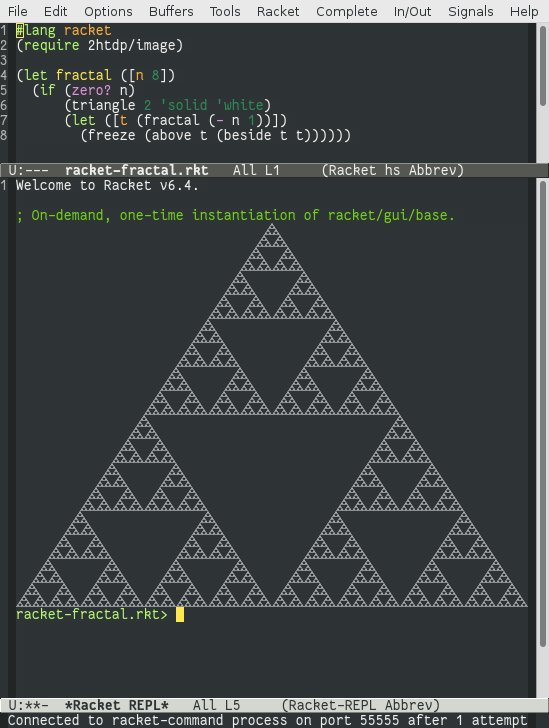 File Edit Options Buffers Tools Racket Complete In/Out Signals Help
1 #lang racket
2 (require 2htdp/image)
3
4 (let fractal ([n 8])
5   (if (zero? n)
6       (triangle 2 'solid 'white)
7       (let ([t (fractal (- n 1))])
8         (freeze (above t (beside t t))))))
U:--- racket-fractal.rkt All L1 (Racket hs Abbrev)
1 Welcome to Racket v6.4.
; On-demand, one-time instantiation of racket/gui/base.
racket-fractal.rkt>
U:**- *Racket REPL* All L5 (Racket-REPL Abbrev)
Connected to racket-command process on port 55555 after 1 attempt